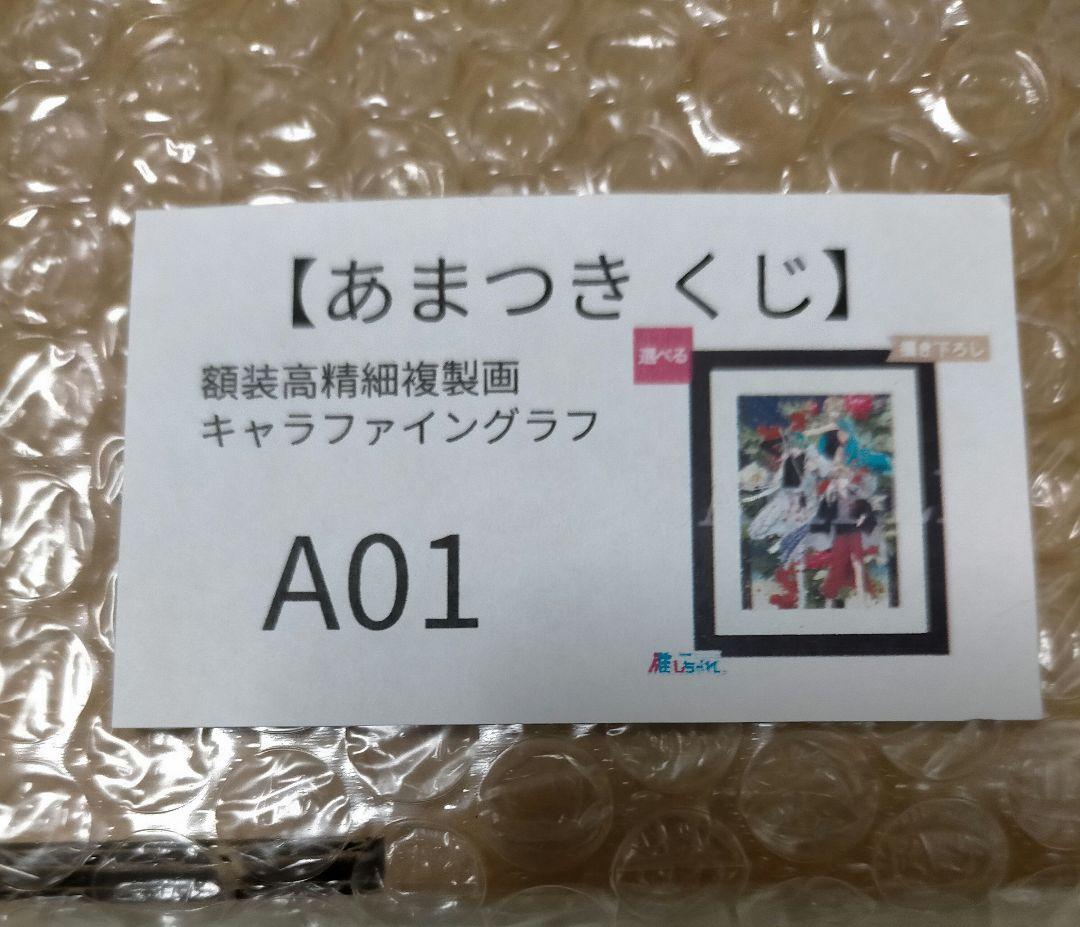 【あまつき くじ】
額装高精細複製画
キャラファイングラフ
A01
選べる
描き下ろし